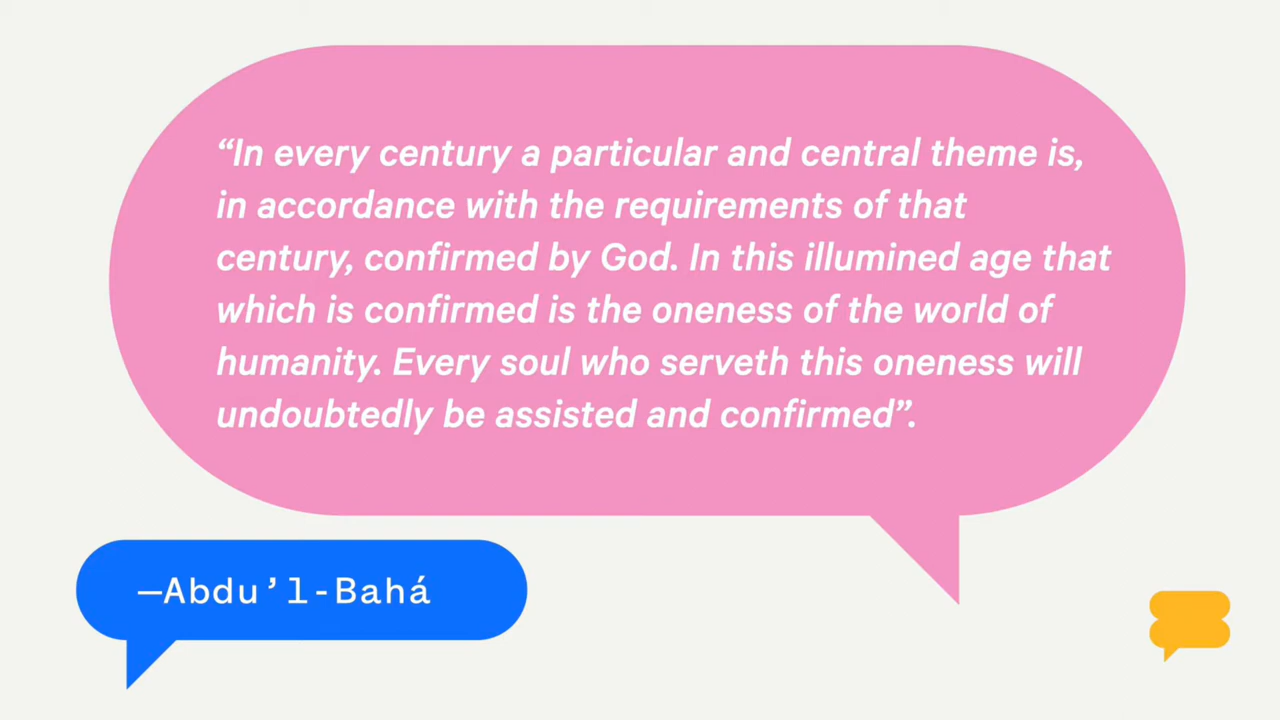 “In every century a particular and central theme is,
in accordance with the requirements of that
century, confirmed by God. In this illumined age that
which is confirmed is the oneness of the world of
humanity. Every soul who serveth this oneness will
undoubtedly be assisted and confirmed”.
—Abdu’l-Bahá